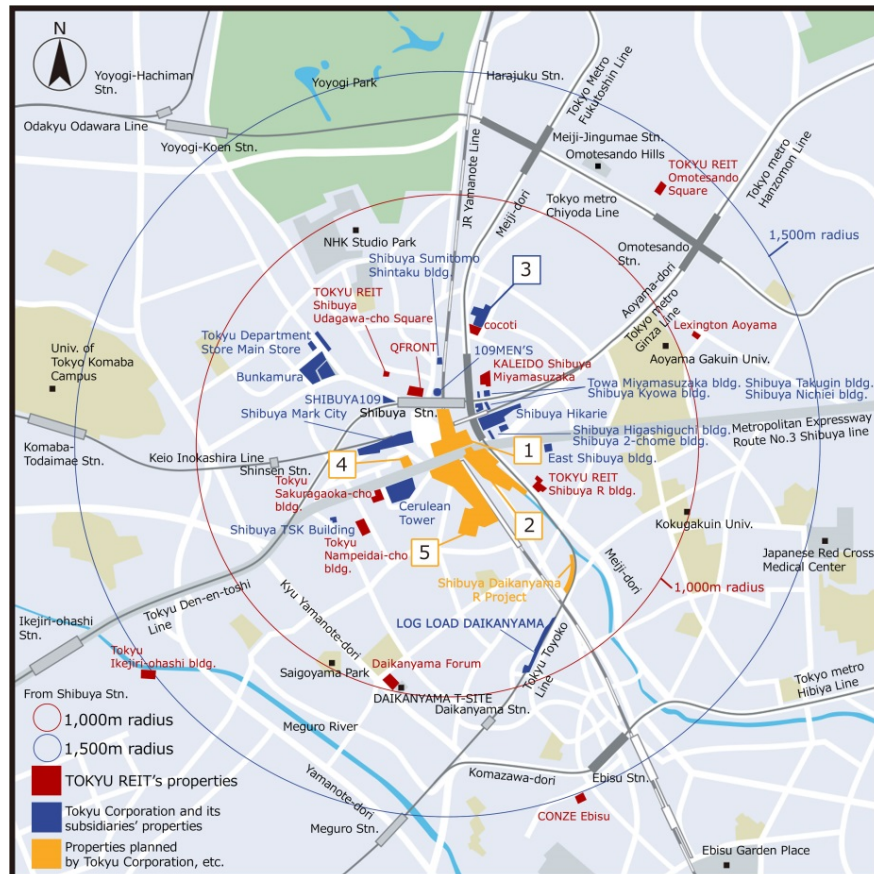 N
Yoyogi-Hachiman
Stn.
Yoyogi Park
Harajuku Stn.
Tokyo Metro
Fukutoshin Line
Odakyu Odawara Line
Yoyogi-Koen Stn.
JR Yamanote Line
Meiji-dori
Meiji-Jingumae Stn.
Omotesando Hills
TOKYU REIT
Omotesando
Square
Tokyo metro
Hanzomon Line
Tokyo metro
Chiyoda Line
Omotesando
Stn.
1,500m radius
NHK Studio Park
Shibuya Sumitomo
Shintaku bldg.
3
Aoyama-dori
Tokyo metro
Ginza Line
TOKYU REIT
Shibuya
Udagawa-cho Square
cocoti
Lexington Aoyama
Tokyu Department
Store Main Store
QFRONT
109MEN'S
Aoyama Gakuin Univ.
Univ. of
Tokyo Komaba
Campus
Bunkamura
KALEIDO Shibuya
Miyamasuzaka
Towa Miyamasuzaka bldg.
Shibuya Kyowa bldg.
Shibuya Takugin bldg.
Shibuya Nichiei bldg.
SHIBUYA109
Shibuya Mark City
Shibuya Stn.
Shibuya Hikarie
Metropolitan Expressway
Route No.3 Shibuya line
Shibuya Higashiguchi bldg.
Shibuya 2-chome bldg.
Komaba-
Todaimae Stn.
Keio Inokashira Line
Shinsen Stn.
1
East Shibuya bldg.
4
Tokyu
Sakuragaoka-cho
bldg.
Cerulean
Tower
TOKYU REIT
Shibuya R bldg.
2
Shibuya TSK Building
Kokugakuin Univ.
Tokyu
Nampeidai-cho
bldg.
5
Meiji-dori
Japanese Red Cross
Medical Center
Shibuya Daikanyama
R Project
1,000m radius
Ikejiri-ohashi
Stn.
Tokyu Den-en-toshi
Line
Kyu Yamanote-dori
LOG LOAD DAIKANYAMA
Tokyu
Ikejiri-ohashi bldg.
Saigoyama Park
Daikanyama Forum
Tokyu Toyoko
Line
Tokyo metro
Hibiya Line
DAIKANYAMA T-SITE
Daikanyama Stn.
From Shibuya Stn.
1,000m radius
1,500m radius
Meguro River
Yamanote-dori
Komazawa-dori
Ebisu Stn.
TOKYU REIT's properties
Tokyu Corporation and its
subsidiaries' properties
Meguro Stn.
CONZE Ebisu
Properties planned
by Tokyu Corporation, etc.
Ebisu Garden Place